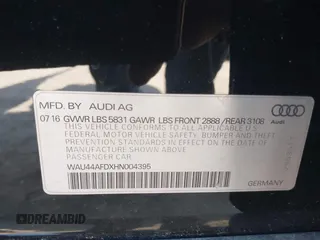 MFD. BY AUDI AG
07 16 GVWR LBS 5831 GAWR LBS FRONT 2888 / REAR 3108
THIS VEHICLE CONFORMS TO ALL APPLICABLE U.S.
FEDERAL MOTOR VEHICLE SAFETY, BUMPER AND THEFT
PREVENTION STANDARDS IN EFFECT ON THE
DATE OF MANUFACTURE SHOWN ABOVE.
PASSENGER CAR
WAU44AFDXHN004395
GERMANY
DREAMBID